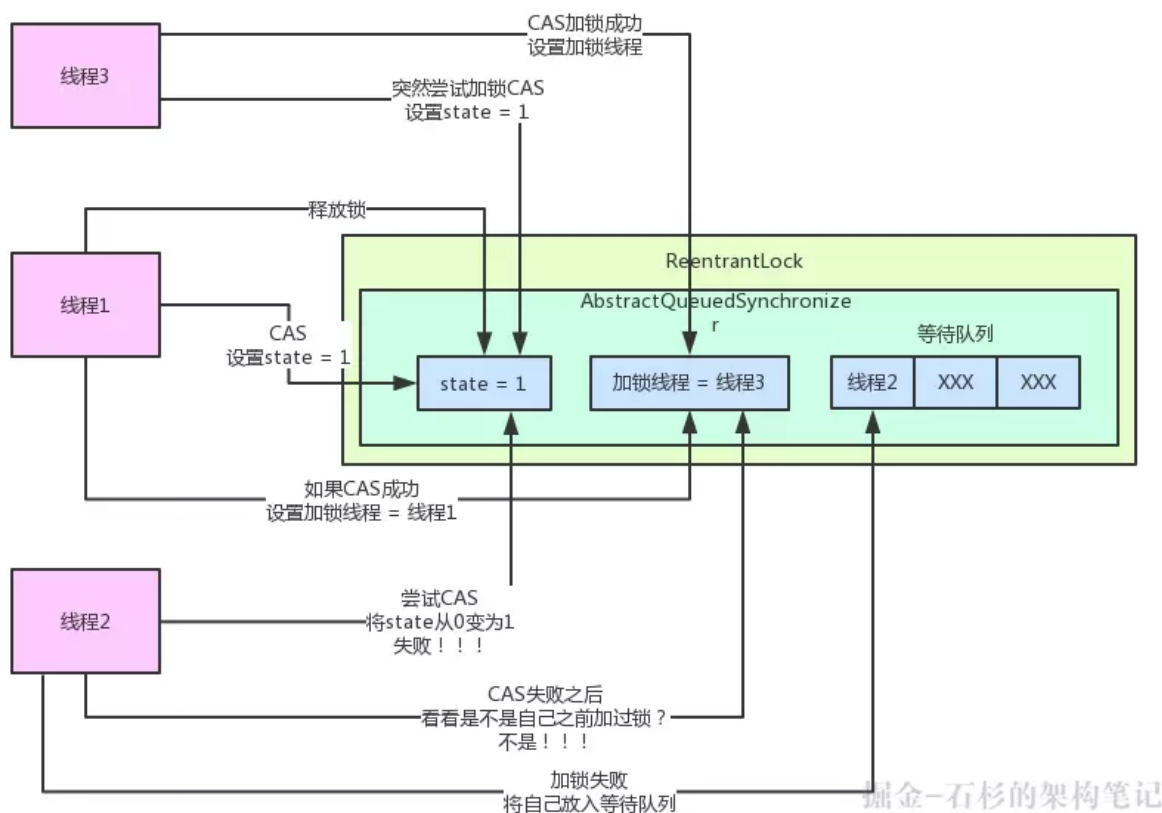 线程3
CAS加锁成功
设置加锁线程
突然尝试加锁CAS
设置state = 1
释放锁
线程1
CAS
设置state = 1
ReentrantLock
AbstractQueuedSynchronize
r
等待队列
state = 1
加锁线程 = 线程3
线程2
XXX
XXX
如果CAS成功
设置加锁线程 = 线程1
线程2
尝试CAS
将state从0变为1
失败！！！
CAS失败之后
看看是不是自己之前加过锁？
不是！！！
加锁失败
将自己放入等待队列
掘金-石杉的架构笔记